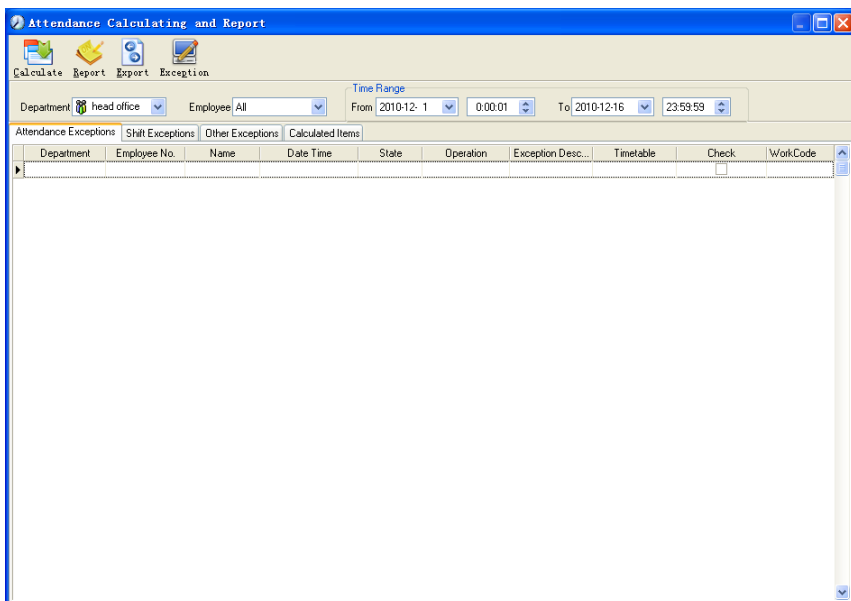 Attendance Calculating and Report
Calculate Report Export Exception
Time Range
Department head office Employee All From 2010-12- 1 0:00:01 To 2010-12-16 23:59:59
Attendance Exceptions Shift Exceptions Other Exceptions Calculated Items
Department Employee No. Name Date Time State Operation Exception Desc... Timetable Check WorkCode